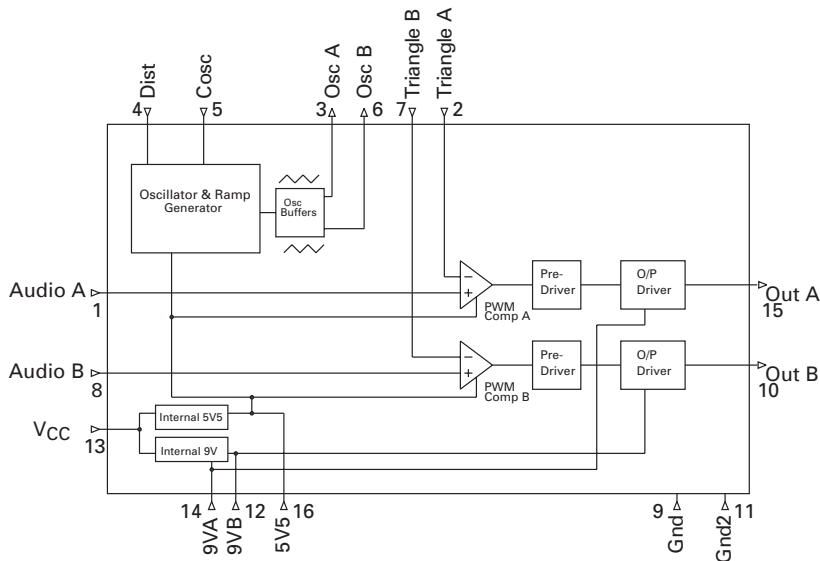 Dist
Cosc
Osc A
Osc B
Triangle B
Triangle A
4
5
3
6
7
2
Oscillator & Ramp
Generator
Osc
Buffers
Audio A
1
PWM
Comp A
Pre-
Driver
O/P
Driver
Out A
15
Audio B
8
PWM
Comp B
Pre-
Driver
O/P
Driver
Out B
10
VCC
13
Internal 5V5
Internal 9V
14
12
16
9
11
9VA
9VB
5V5
Gnd
Gnd2